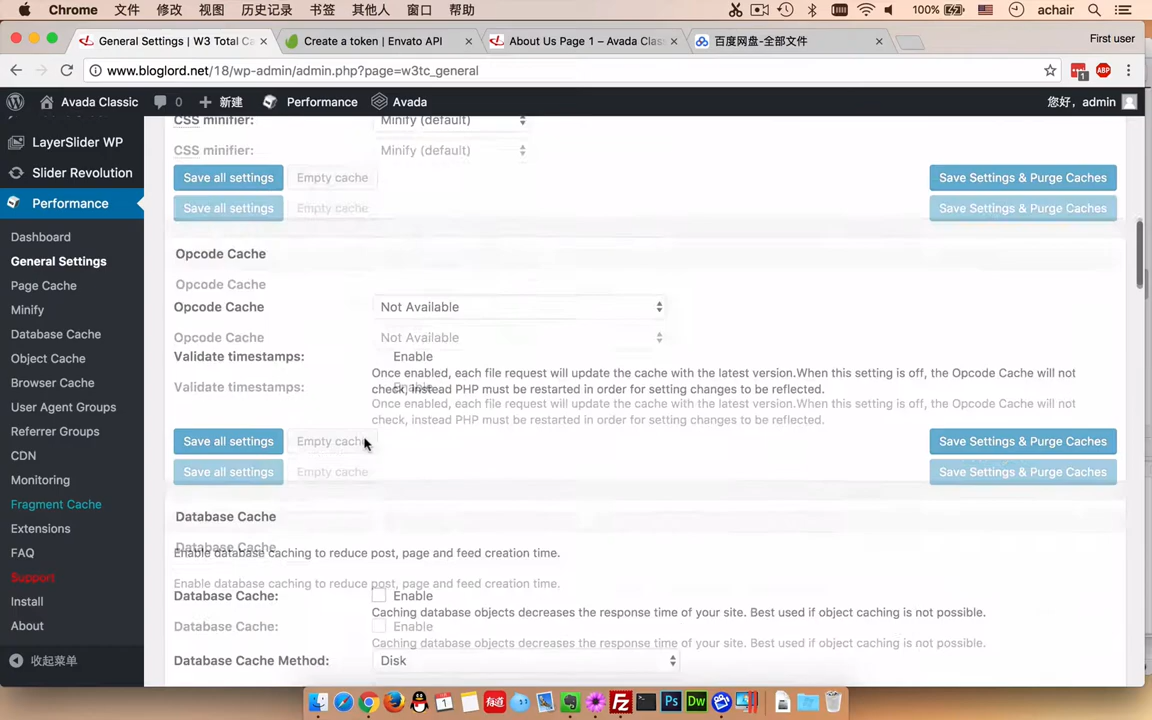 Chrome 文件 修改 视图 历史记录 书签 其他人 窗口 帮助 100% achair
General Settings | W3 Total Ca Create a token | Envato API About Us Page 1 – Avada Clas 百度网盘-全部文件 First user
www.bloglord.net/18/wp-admin/admin.php?page=w3tc_general 1 ABP
Avada Classic 0 新建 Performance Avada 您好, admin
LayerSlider WP
Slider Revolution
Performance
Dashboard
General Settings
Page Cache
Minify
Database Cache
Object Cache
Browser Cache
User Agent Groups
Referrer Groups
CDN
Monitoring
Fragment Cache
Extensions
FAQ
Support
Install
About
收起菜单
CSS minifier: Minify (default)
CSS minifier: Minify (default)
Save all settings Empty cache Save Settings & Purge Caches
Save all settings Empty cache Save Settings & Purge Caches
Opcode Cache
Opcode Cache
Opcode Cache Not Available
Opcode Cache Not Available
Validate timestamps: Enable
Once enabled, each file request will update the cache with the latest version.When this setting is off, the Opcode Cache will not
Validate timestamps: Enable
check, instead PHP must be restarted in order for setting changes to be reflected.
Once enabled, each file request will update the cache with the latest version.When this setting is off, the Opcode Cache will not
check, instead PHP must be restarted in order for setting changes to be reflected.
Save all settings Empty cache Save Settings & Purge Caches
Save all settings Empty cache Save Settings & Purge Caches
Database Cache
Database Cache
Enable database caching to reduce post, page and feed creation time.
Enable database caching to reduce post, page and feed creation time.
Database Cache: Enable
Caching database objects decreases the response time of your site. Best used if object caching is not possible.
Database Cache: Enable
Caching database objects decreases the response time of your site. Best used if object caching is not possible.
Database Cache Method: Disk
1 有道 Fz Ps Dw